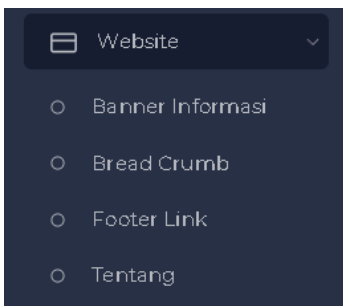 Website
Banner Informasi
Bread Crumb
Footer Link
Tentang